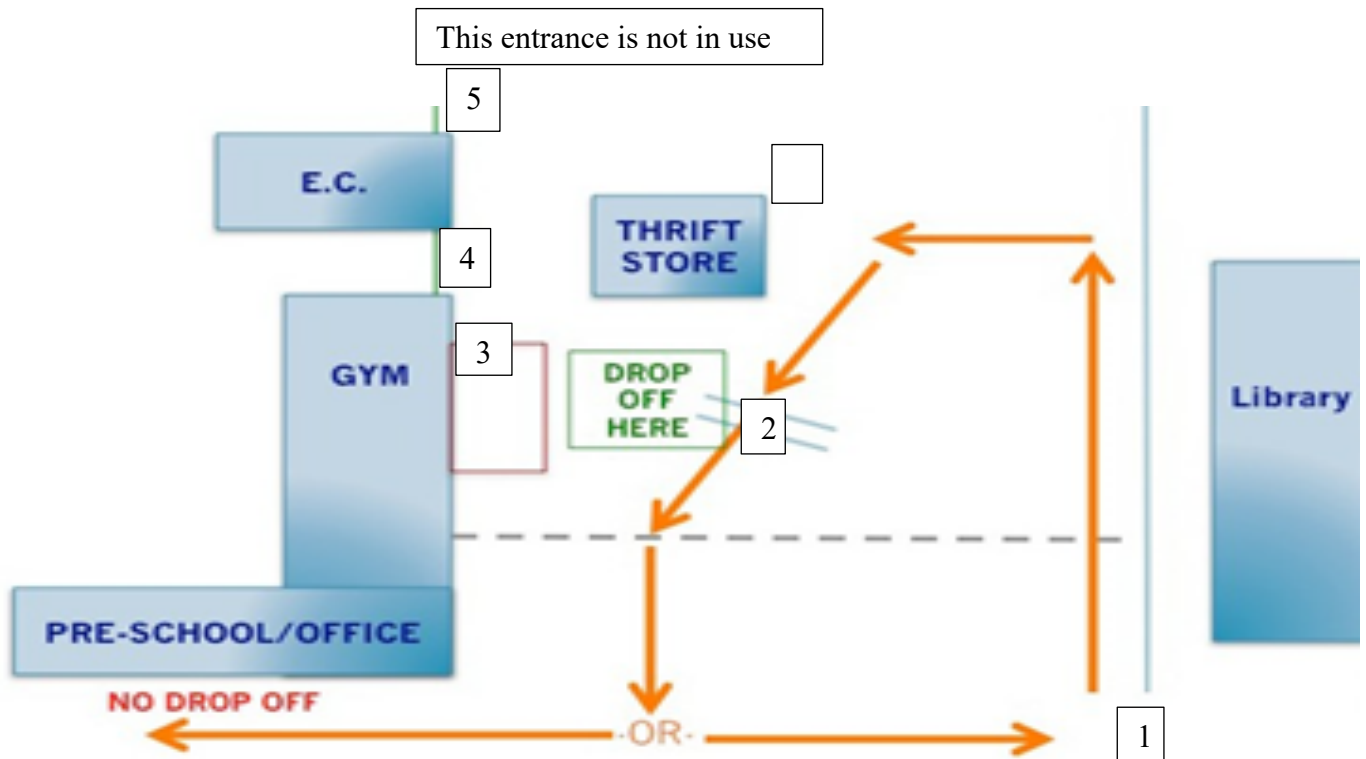 This entrance is not in use
5
E.C.
THRIFT
STORE
4
3
GYM
DROP
OFF
HERE
2
Library
PRE-SCHOOL/OFFICE
NO DROP OFF
-OR-
1